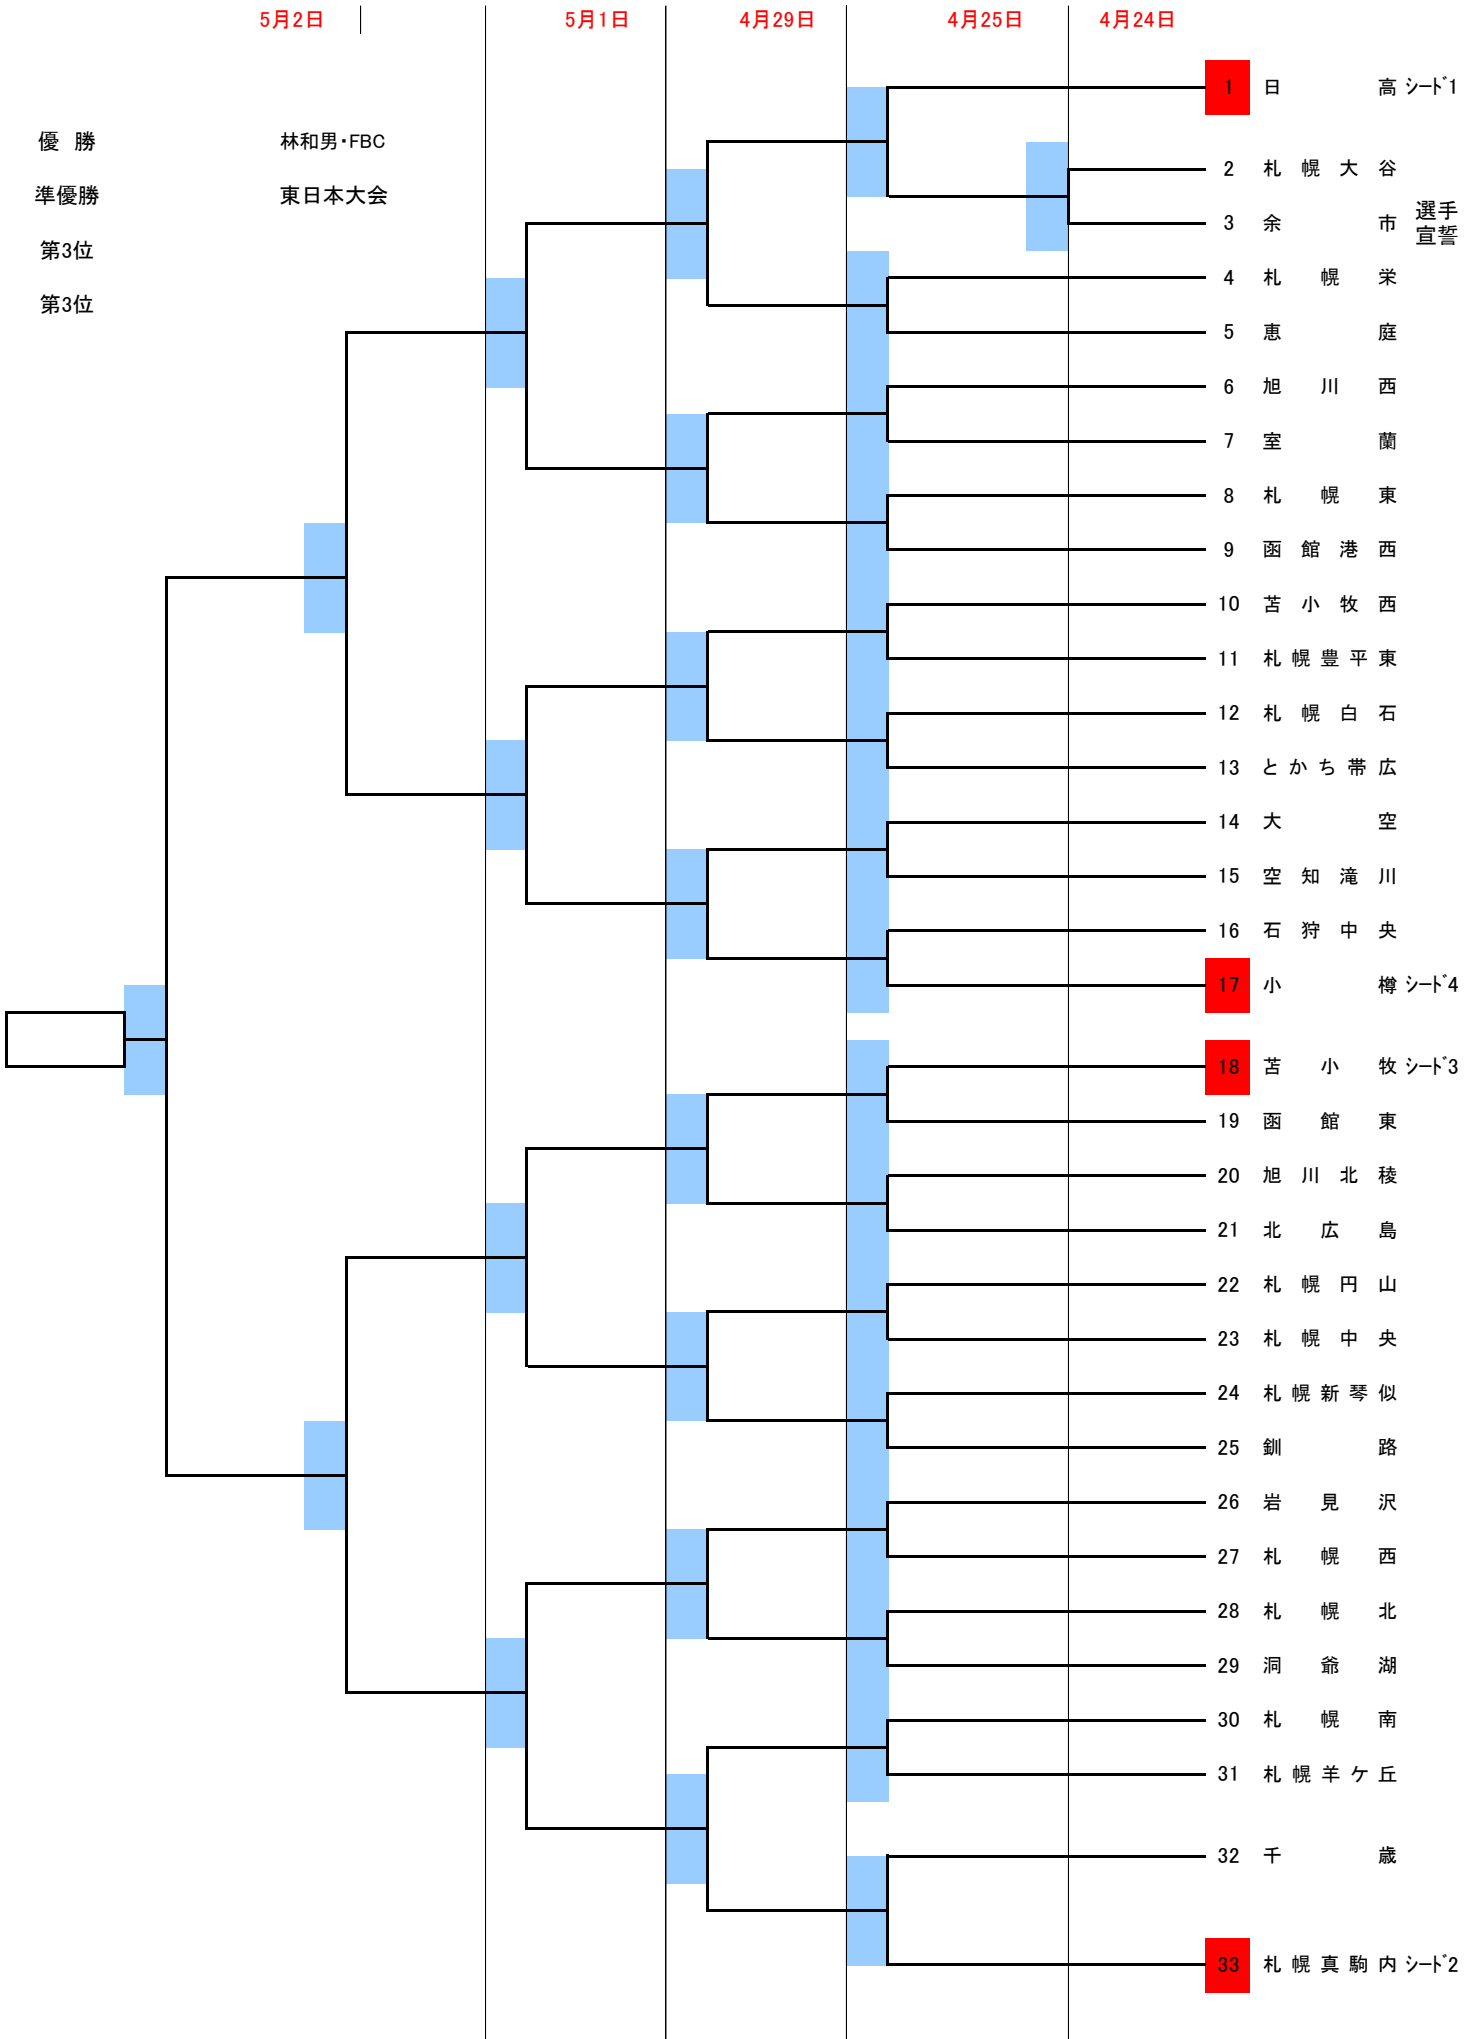 5月2日 5月1日 4月29日 4月25日 4月24日
1 日高 ｼｰﾄﾞ1
優勝 林和男・FBC
2 札幌大谷
準優勝 東日本大会
3 余市 選手宣誓
第3位
4 札幌栄
第3位
5 恵庭
6 旭川西
7 室蘭
8 札幌東
9 函館港西
10 苫小牧西
11 札幌豊平東
12 札幌白石
13 とかち帯広
14 大空
15 空知滝川
16 石狩中央
17 小樽 ｼｰﾄﾞ4
18 苫小牧 ｼｰﾄﾞ3
19 函館東
20 旭川北稜
21 北広島
22 札幌円山
23 札幌中央
24 札幌新琴似
25 釧路
26 岩見沢
27 札幌西
28 札幌北
29 洞爺湖
30 札幌南
31 札幌羊ケ丘
32 千歳
33 札幌真駒内 ｼｰﾄﾞ2